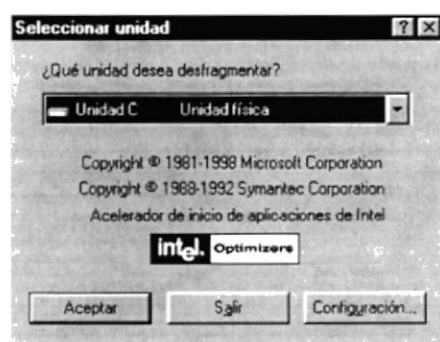 Seleccionar unidad
¿Qué unidad desea desfragmentar?
Unidad C Unidad física
Copyright © 1981-1998 Microsoft Corporation
Copyright © 1988-1992 Symantec Corporation
Acelerador de inicio de aplicaciones de Intel
intel. Optimizers
Aceptar Salir Configuración...